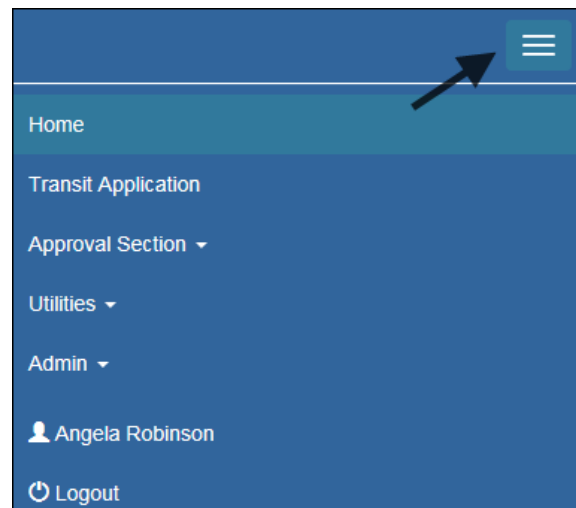 Home
Transit Application
Approval Section
Utilities
Admin
Angela Robinson
Logout